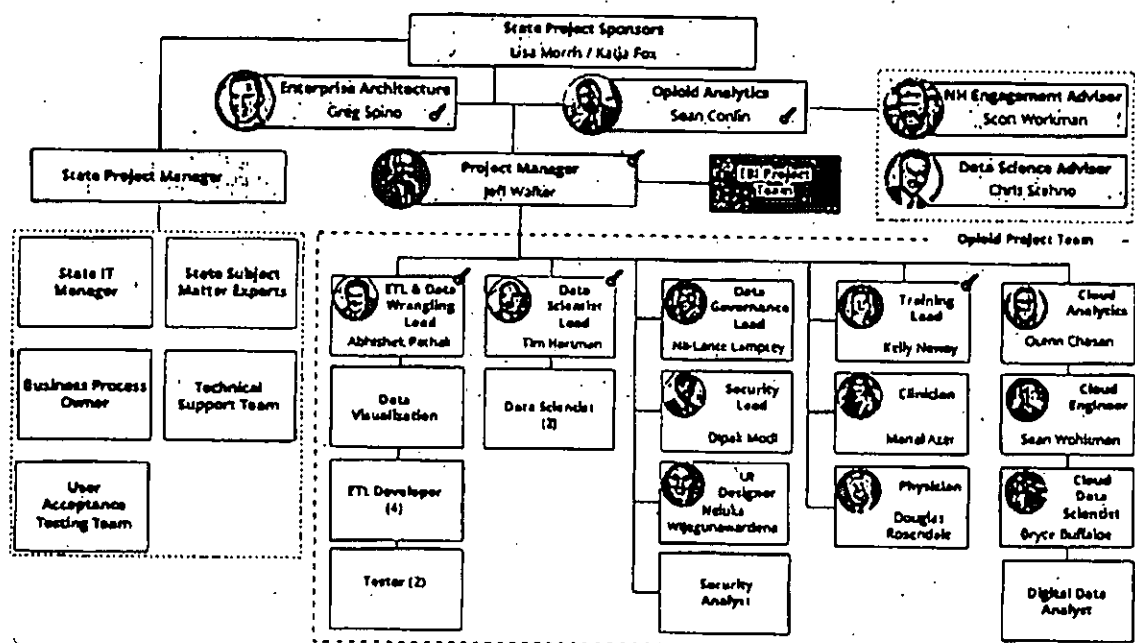 State Project Sponsors
Lisa Morris / Katja Fox
Enterprise Architecture
Greg Spino
Opioid Analytics
Sean Conlin
NH Engagement Advisor
Scott Workman
State Project Manager
Project Manager
Jeff Walter
EBI Project
Team
Data Science Advisor
Chris Stehno
Opioid Project Team
State IT
Manager
State Subject
Matter Experts
Business Process
Owner
Technical
Support Team
User
Acceptance
Testing Team
ETL & Data
Wrangling
Lead
Abhishek Pathak
Data
Visualization
ETL Developer
(4)
Tester (2)
Data
Scientist
Lead
Tim Hartman
Data Scientist
Data
Governance
Lead
Lamptey
Security
Lead
Dipak Modi
UI
Designer
Neluka
Wijegunawardena
Security
Analyst
Training
Lead
Kelly
Clinician
Manal Azar
Physician
Douglas
Rosendale
Cloud
Analytics
Quinn Chasan
Cloud
Engineer
Sean
Cloud
Data
Scientist
Bryce Buffaloe
Digital Data
Analyst